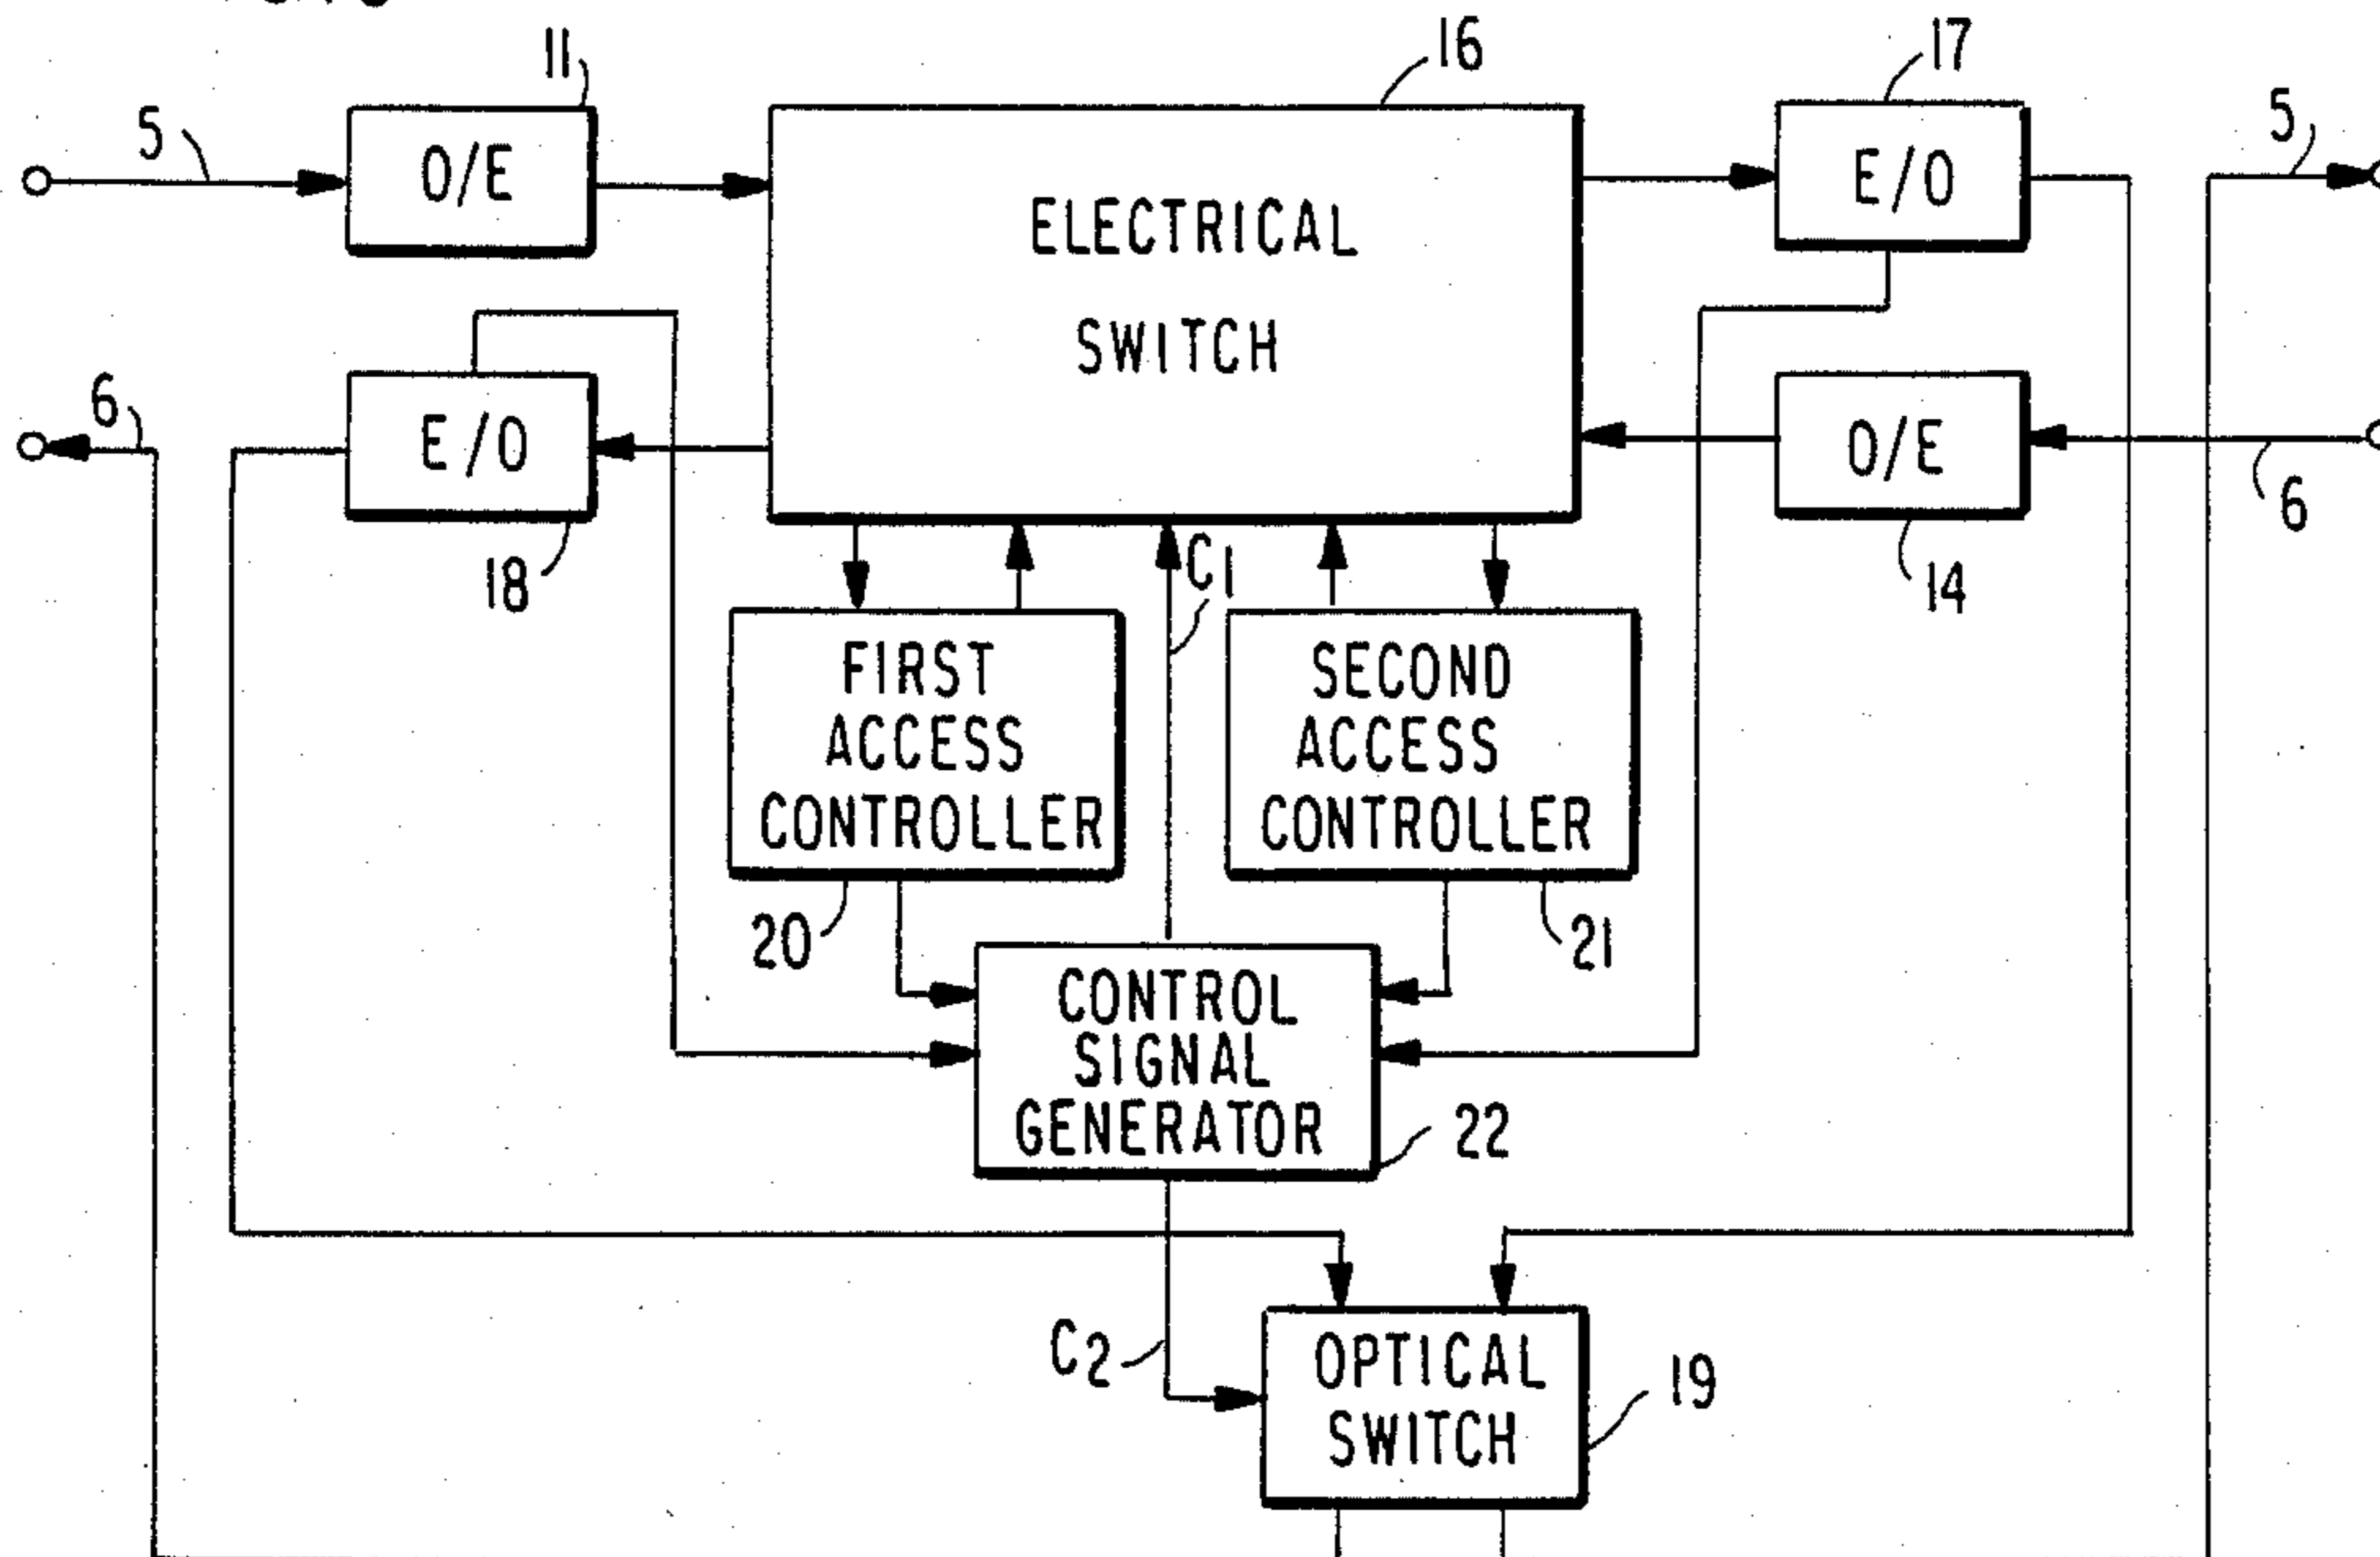 11
16
17
5
5
O/E
E/O
ELECTRICAL
SWITCH
6
E/O
O/E
6
18
C1
14
FIRST
ACCESS
CONTROLLER
SECOND
ACCESS
CONTROLLER
20
21
CONTROL
SIGNAL
GENERATOR
22
C2
OPTICAL
SWITCH
19